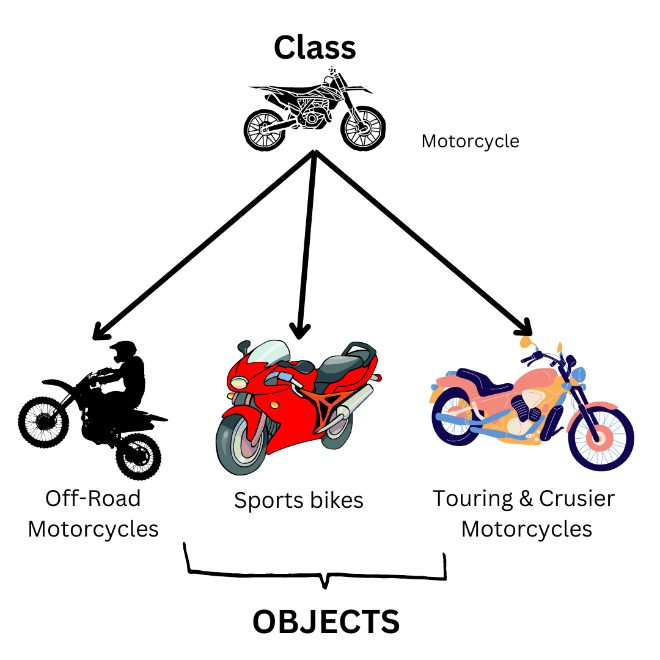 Class
Motorcycle
Off-Road
Motorcycles
Sports bikes
Touring & Crusier
Motorcycles
OBJECTS